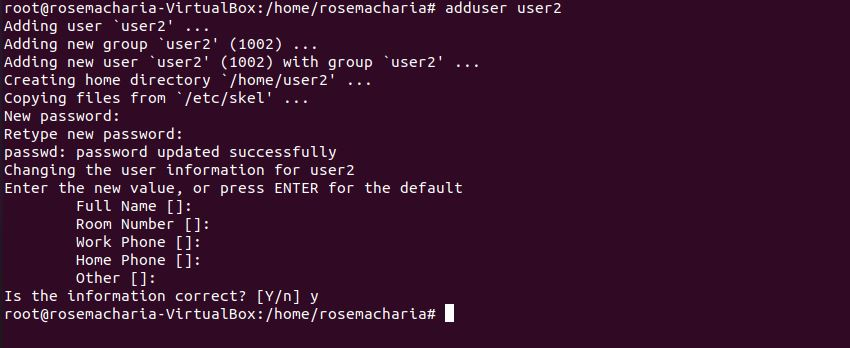 root@rosemacharia-VirtualBox:/home/rosemacharia# adduser user2
Adding user `user2' ...
Adding new group `user2' (1002) ...
Adding new user `user2' (1002) with group `user2' ...
Creating home directory `/home/user2' ...
Copying files from `/etc/skel' ...
New password:
Retype new password:
passwd: password updated successfully
Changing the user information for user2
Enter the new value, or press ENTER for the default
        Full Name []:
        Room Number []:
        Work Phone []:
        Home Phone []:
        Other []:
Is the information correct? [Y/n] y
root@rosemacharia-VirtualBox:/home/rosemacharia#